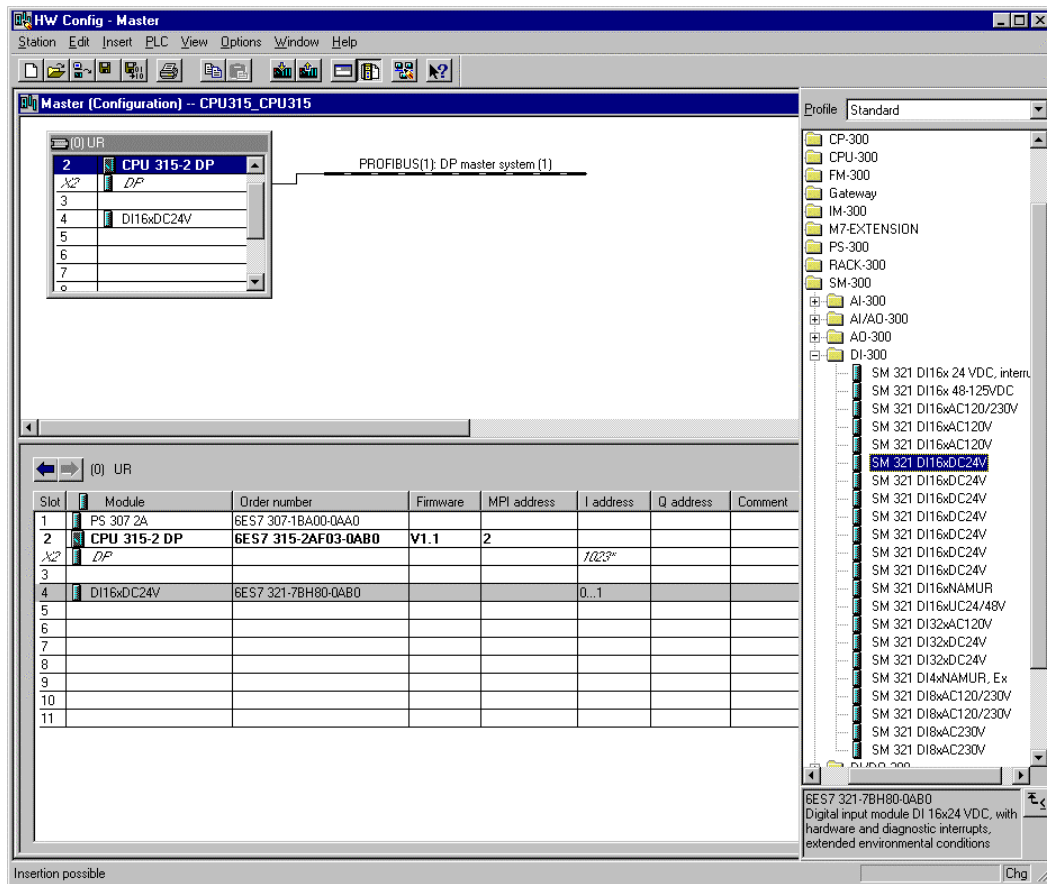 HW Config - Master
Station Edit Insert PLC View Options Window Help
Master (Configuration) -- CPU315_CPU315
(0) UR
2 CPU 315-2 DP
X2 DP
3
4 DI16xDC24V
5
6
7
PROFIBUS(1): DP master system (1)
(0) UR
Slot Module Order number Firmware MPI address I address Q address Comment
1 PS 307 2A 6ES7 307-1BA00-0AA0
2 CPU 315-2 DP 6ES7 315-2AF03-0AB0 V1.1 2
X2 DP 1023*
3
4 DI16xDC24V 6ES7 321-7BH80-0AB0 0...1
5
6
7
8
9
10
11
Profile Standard
CP-300
CPU-300
FM-300
Gateway
IM-300
M7-EXTENSION
PS-300
RACK-300
SM-300
AI-300
AI/AO-300
AO-300
DI-300
SM 321 DI16x 24 VDC, interru
SM 321 DI16x 48-125VDC
SM 321 DI16xAC120/230V
SM 321 DI16xAC120V
SM 321 DI16xAC120V
SM 321 DI16xDC24V
SM 321 DI16xDC24V
SM 321 DI16xDC24V
SM 321 DI16xDC24V
SM 321 DI16xDC24V
SM 321 DI16xDC24V
SM 321 DI16xDC24V
SM 321 DI16xNAMUR
SM 321 DI16xUC24/48V
SM 321 DI32xAC120V
SM 321 DI32xDC24V
SM 321 DI32xDC24V
SM 321 DI4xNAMUR, Ex
SM 321 DI8xAC120/230V
SM 321 DI8xAC120/230V
SM 321 DI8xAC230V
SM 321 DI8xAC230V
DI/DO-300
6ES7 321-7BH80-0AB0
Digital input module DI 16x24 VDC, with
hardware and diagnostic interrupts,
extended environmental conditions
Insertion possible
Chg